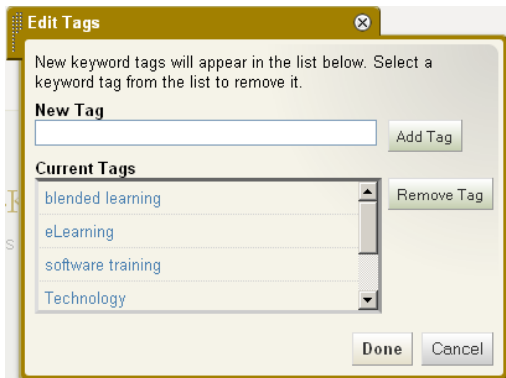 Edit Tags
New keyword tags will appear in the list below. Select a
keyword tag from the list to remove it.
New Tag
Add Tag
Current Tags
blended learning
Remove Tag
eLearning
software training
Technology
Done Cancel